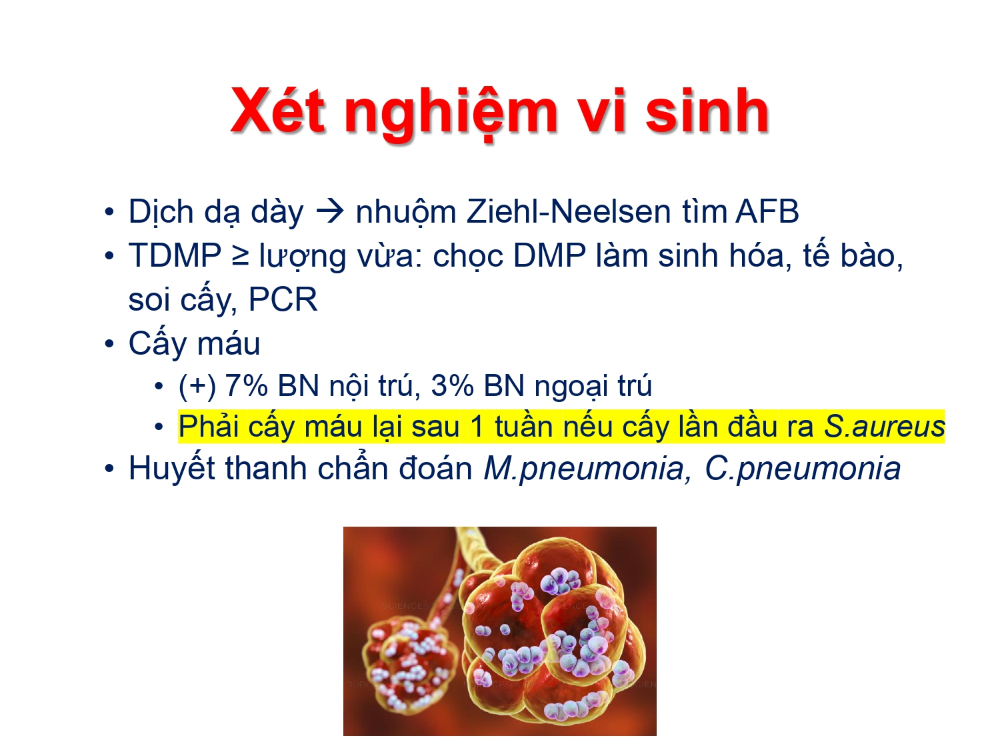 Xét nghiệm vi sinh
• Dịch dạ dày → nhuộm Ziehl-Neelsen tìm AFB
• TDMP ≥ lượng vừa: chọc DMP làm sinh hóa, tế bào,
soi cấy, PCR
• Cấy máu
• (+) 7% BN nội trú, 3% BN ngoại trú
• Phải cấy máu lại sau 1 tuần nếu cấy lần đầu ra S.aureus
• Huyết thanh chẩn đoán M.pneumonia, C.pneumonia